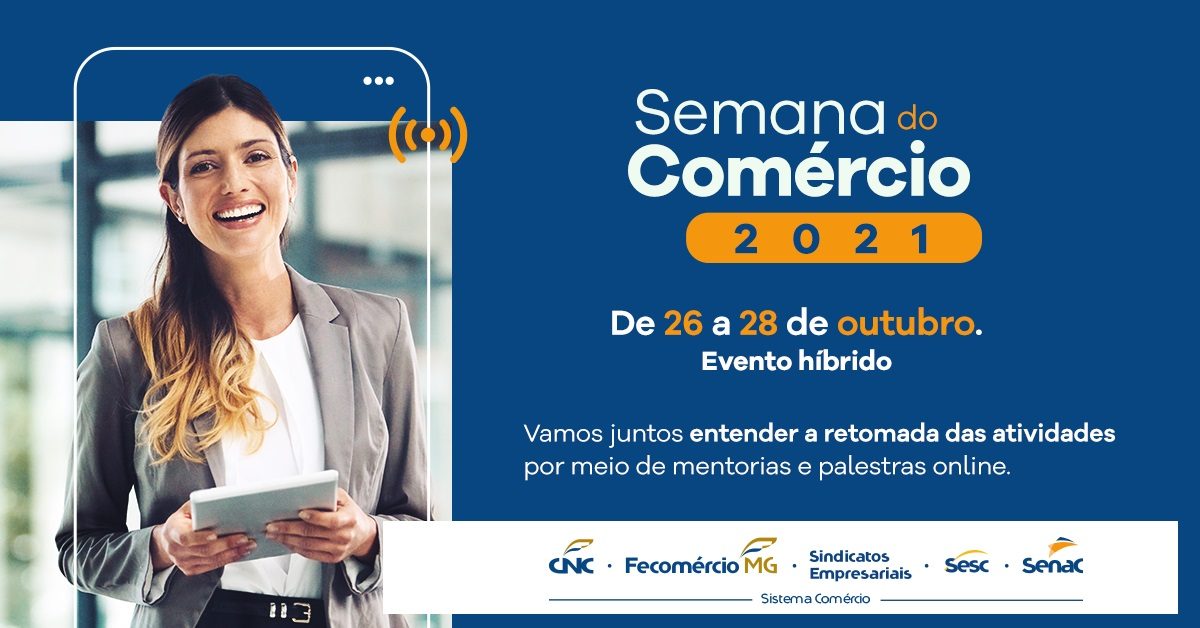 Semana do
Comércio
2021
De 26 a 28 de outubro.
Evento híbrido
Vamos juntos entender a retomada das atividades
por meio de mentorias e palestras online.
CNC · Fecomércio MG · Sindicatos Empresariais · Sesc · Senac
Sistema Comércio